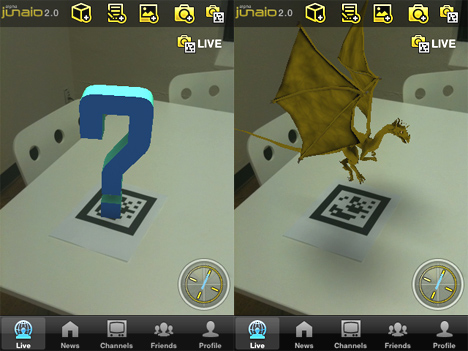 junaio 2.0
LIVE
Live
News
Channels
Friends
Profile
junaio 2.0
LIVE
Live
News
Channels
Friends
Profile